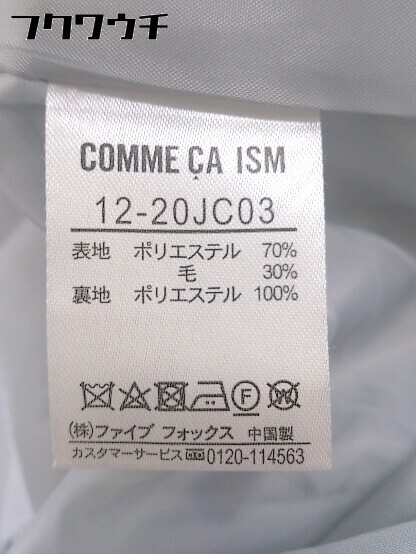 フクワウチ
COMME ÇA ISM
12-20JC03
表地 ポリエステル 70%
毛 30%
裏地 ポリエステル 100%
F W
(株)ファイブ フォックス 中国製
カスタマーサービス 0120-114563